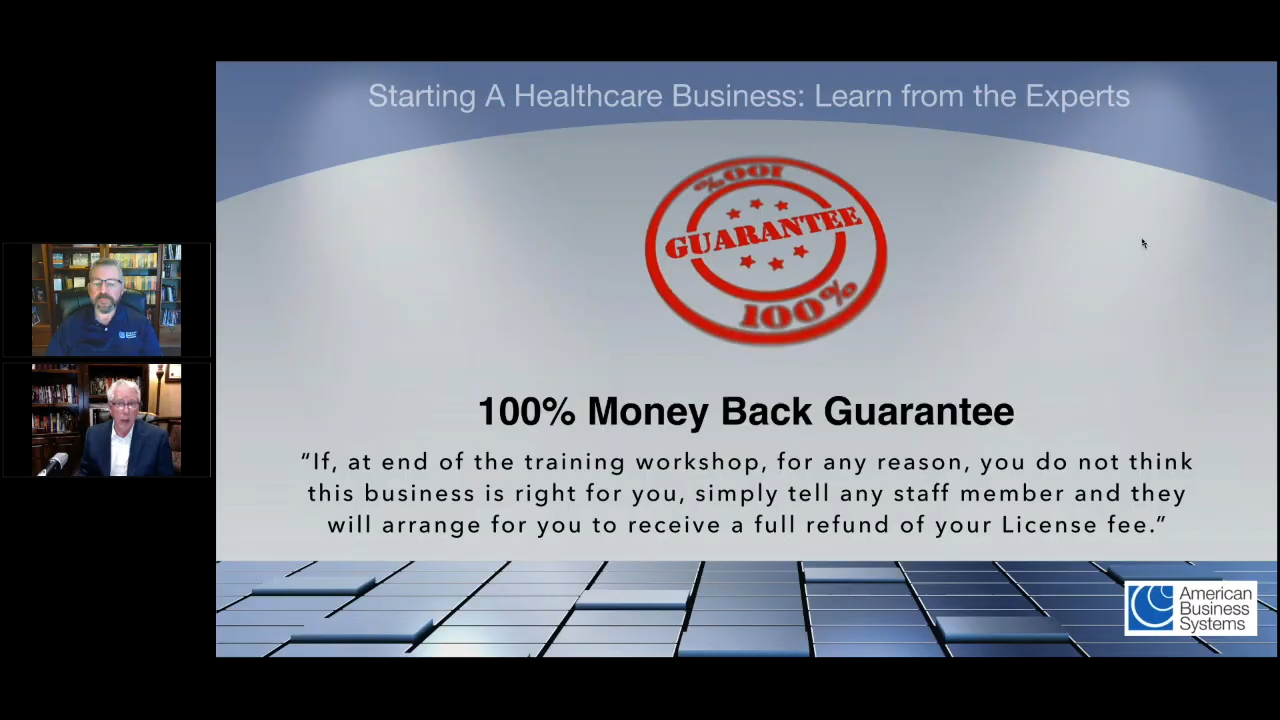 Starting A Healthcare Business: Learn from the Experts
100%
GUARANTEE
100%
100% Money Back Guarantee
“If, at end of the training workshop, for any reason, you do not think
this business is right for you, simply tell any staff member and they
will arrange for you to receive a full refund of your License fee.”
American
Business
Systems